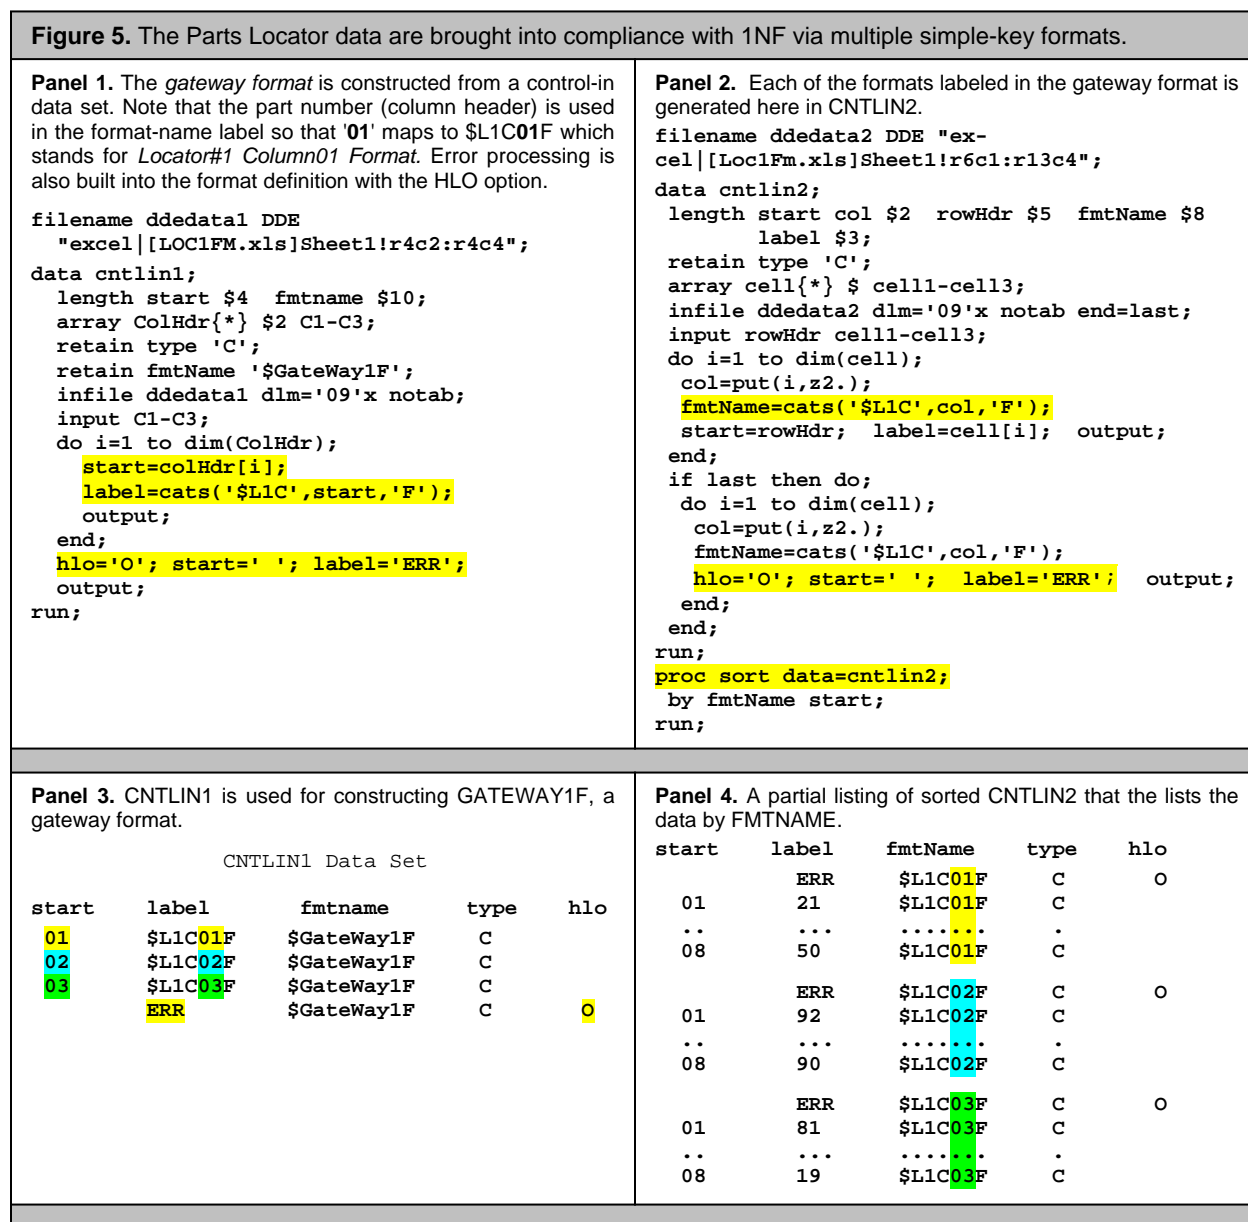 Figure 5. The Parts Locator data are brought into compliance with 1NF via multiple simple-key formats.
Panel 1. The gateway format is constructed from a control-in
data set. Note that the part number (column header) is used
in the format-name label so that '01' maps to $L1C01F which
stands for Locator#1 Column01 Format. Error processing is
also built into the format definition with the HLO option.
filename ddedata1 DDE
"excel|[LOC1FM.xls]Sheet1!r4c2:r4c4";
data cntlin1;
length start $4 fmtname $10;
array ColHdr{*} $2 C1-C3;
retain type 'C';
retain fmtName '$GateWay1F';
infile ddedata1 dlm='09'x notab;
input C1-C3;
do i=1 to dim(ColHdr);
start=colHdr[i];
label=cats('$L1C',start,'F');
output;
end;
hlo='O'; start=' '; label='ERR';
output;
run;
Panel 2. Each of the formats labeled in the gateway format is
generated here in CNTLIN2.
filename ddedata2 DDE "ex-
cel|[Loc1Fm.xls]Sheet1!r6c1:r13c4";
data cntlin2;
length start col $2 rowHdr $5 fmtName $8
label $3;
retain type 'C';
array cell{*} $ cell1-cell3;
infile ddedata2 dlm='09'x notab end=last;
input rowHdr cell1-cell3;
do i=1 to dim(cell);
col=put(i,z2.);
fmtName=cats('$L1C',col,'F');
start=rowHdr; label=cell[i]; output;
end;
if last then do;
do i=1 to dim(cell);
col=put(i,z2.);
fmtName=cats('$L1C',col,'F');
hlo='O'; start=' '; label='ERR'; output;
end;
end;
run;
proc sort data=cntlin2;
by fmtName start;
run;
Panel 3. CNTLIN1 is used for constructing GATEWAY1F, a
gateway format.
CNTLIN1 Data Set
start label fmtname type hlo
01 $L1C01F $GateWay1F C
02 $L1C02F $GateWay1F C
03 $L1C03F $GateWay1F C
ERR $GateWay1F C O
Panel 4. A partial listing of sorted CNTLIN2 that the lists the
data by FMTNAME.
start label fmtName type hlo
ERR $L1C01F C O
01 21 $L1C01F C
.. ... ....... .
08 50 $L1C01F C
ERR $L1C02F C O
01 92 $L1C02F C
.. ... ....... .
08 90 $L1C02F C
ERR $L1C03F C O
01 81 $L1C03F C
.. ... ....... .
08 19 $L1C03F C